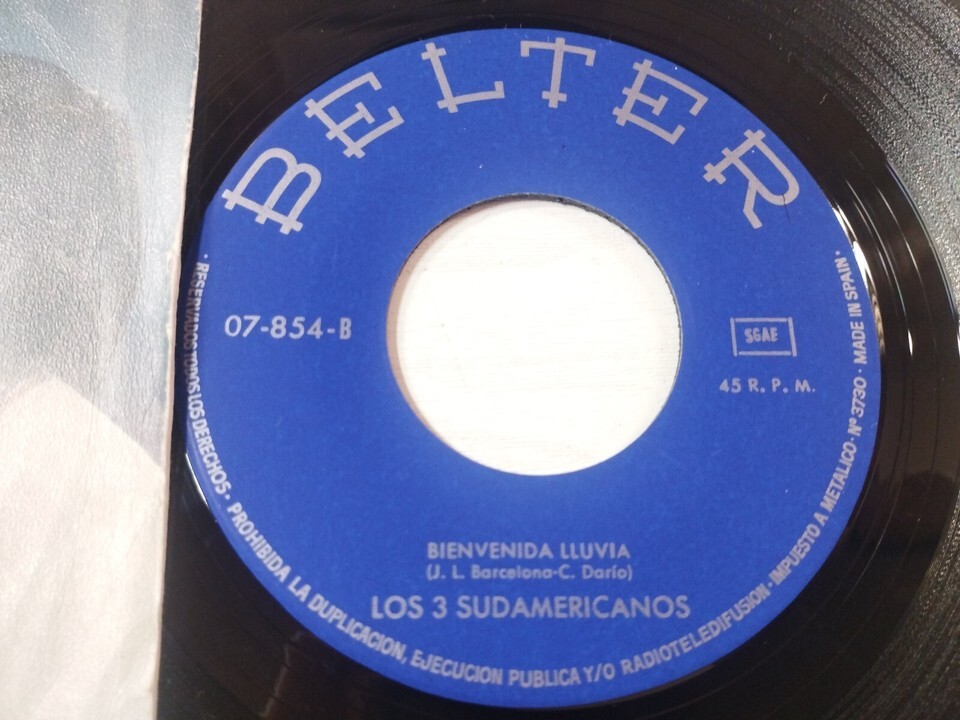 BELTER
07-854-B
SGAE
45 R. P. M.
BIENVENIDA LLUVIA
(J. L. Barcelona-C. Darío)
LOS 3 SUDAMERICANOS
· RESERVADOS TODOS LOS DERECHOS · PROHIBIDA LA DUPLICACION, EJECUCION PUBLICA Y/O RADIOTELEDIFUSION · IMPUESTO A METALICO · Nº 3730 · MADE IN SPAIN ·